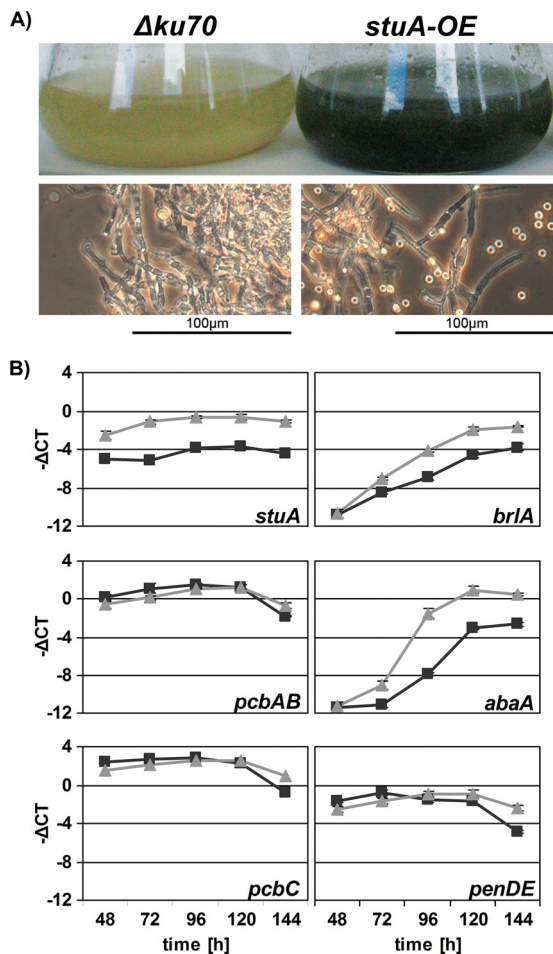 A)
Δku70 stuA-OE
100µm 100µm
B)
4
0
-4
-8
-12
-ΔCT
stuA
brlA
4
0
-4
-8
-12
-ΔCT
pcbAB
abaA
4
0
-4
-8
-12
-ΔCT
pcbC
penDE
48 72 96 120 144 48 72 96 120 144
time [h] time [h]